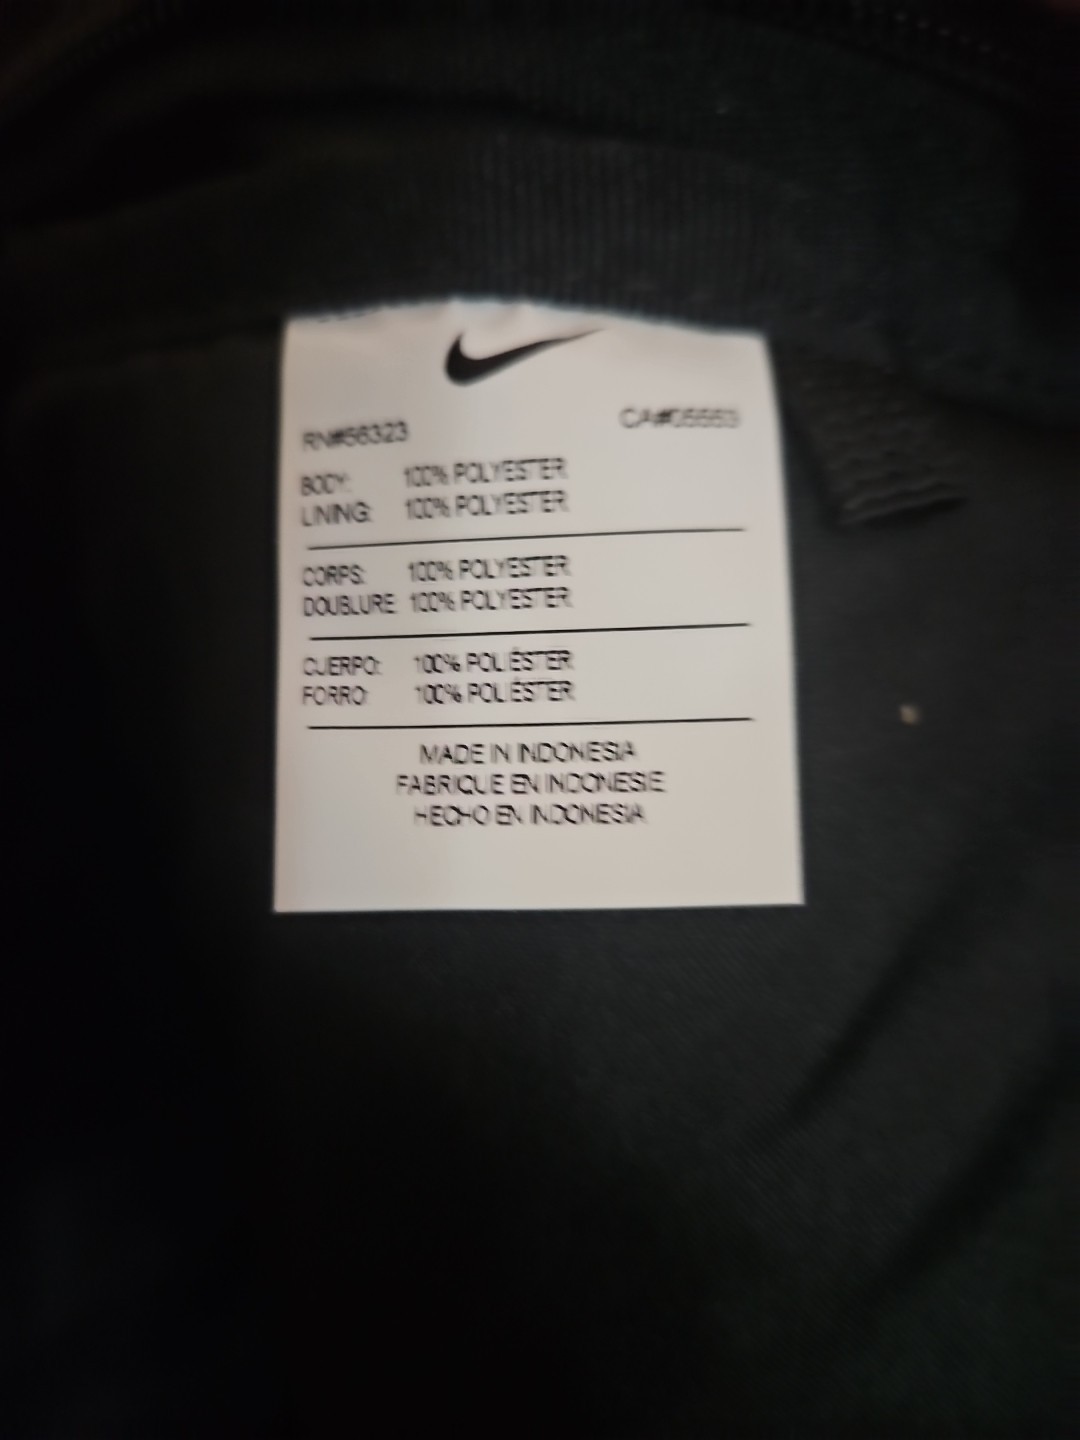 RN#56323 CA#05553
BODY: 100% POLYESTER
LINING: 100% POLYESTER
CORPS: 100% POLYESTER
DOUBLURE: 100% POLYESTER
CUERPO: 100% POLIÉSTER
FORRO: 100% POLIÉSTER
MADE IN INDONESIA
FABRIQUE EN INDONESIE
HECHO EN INDONESIA